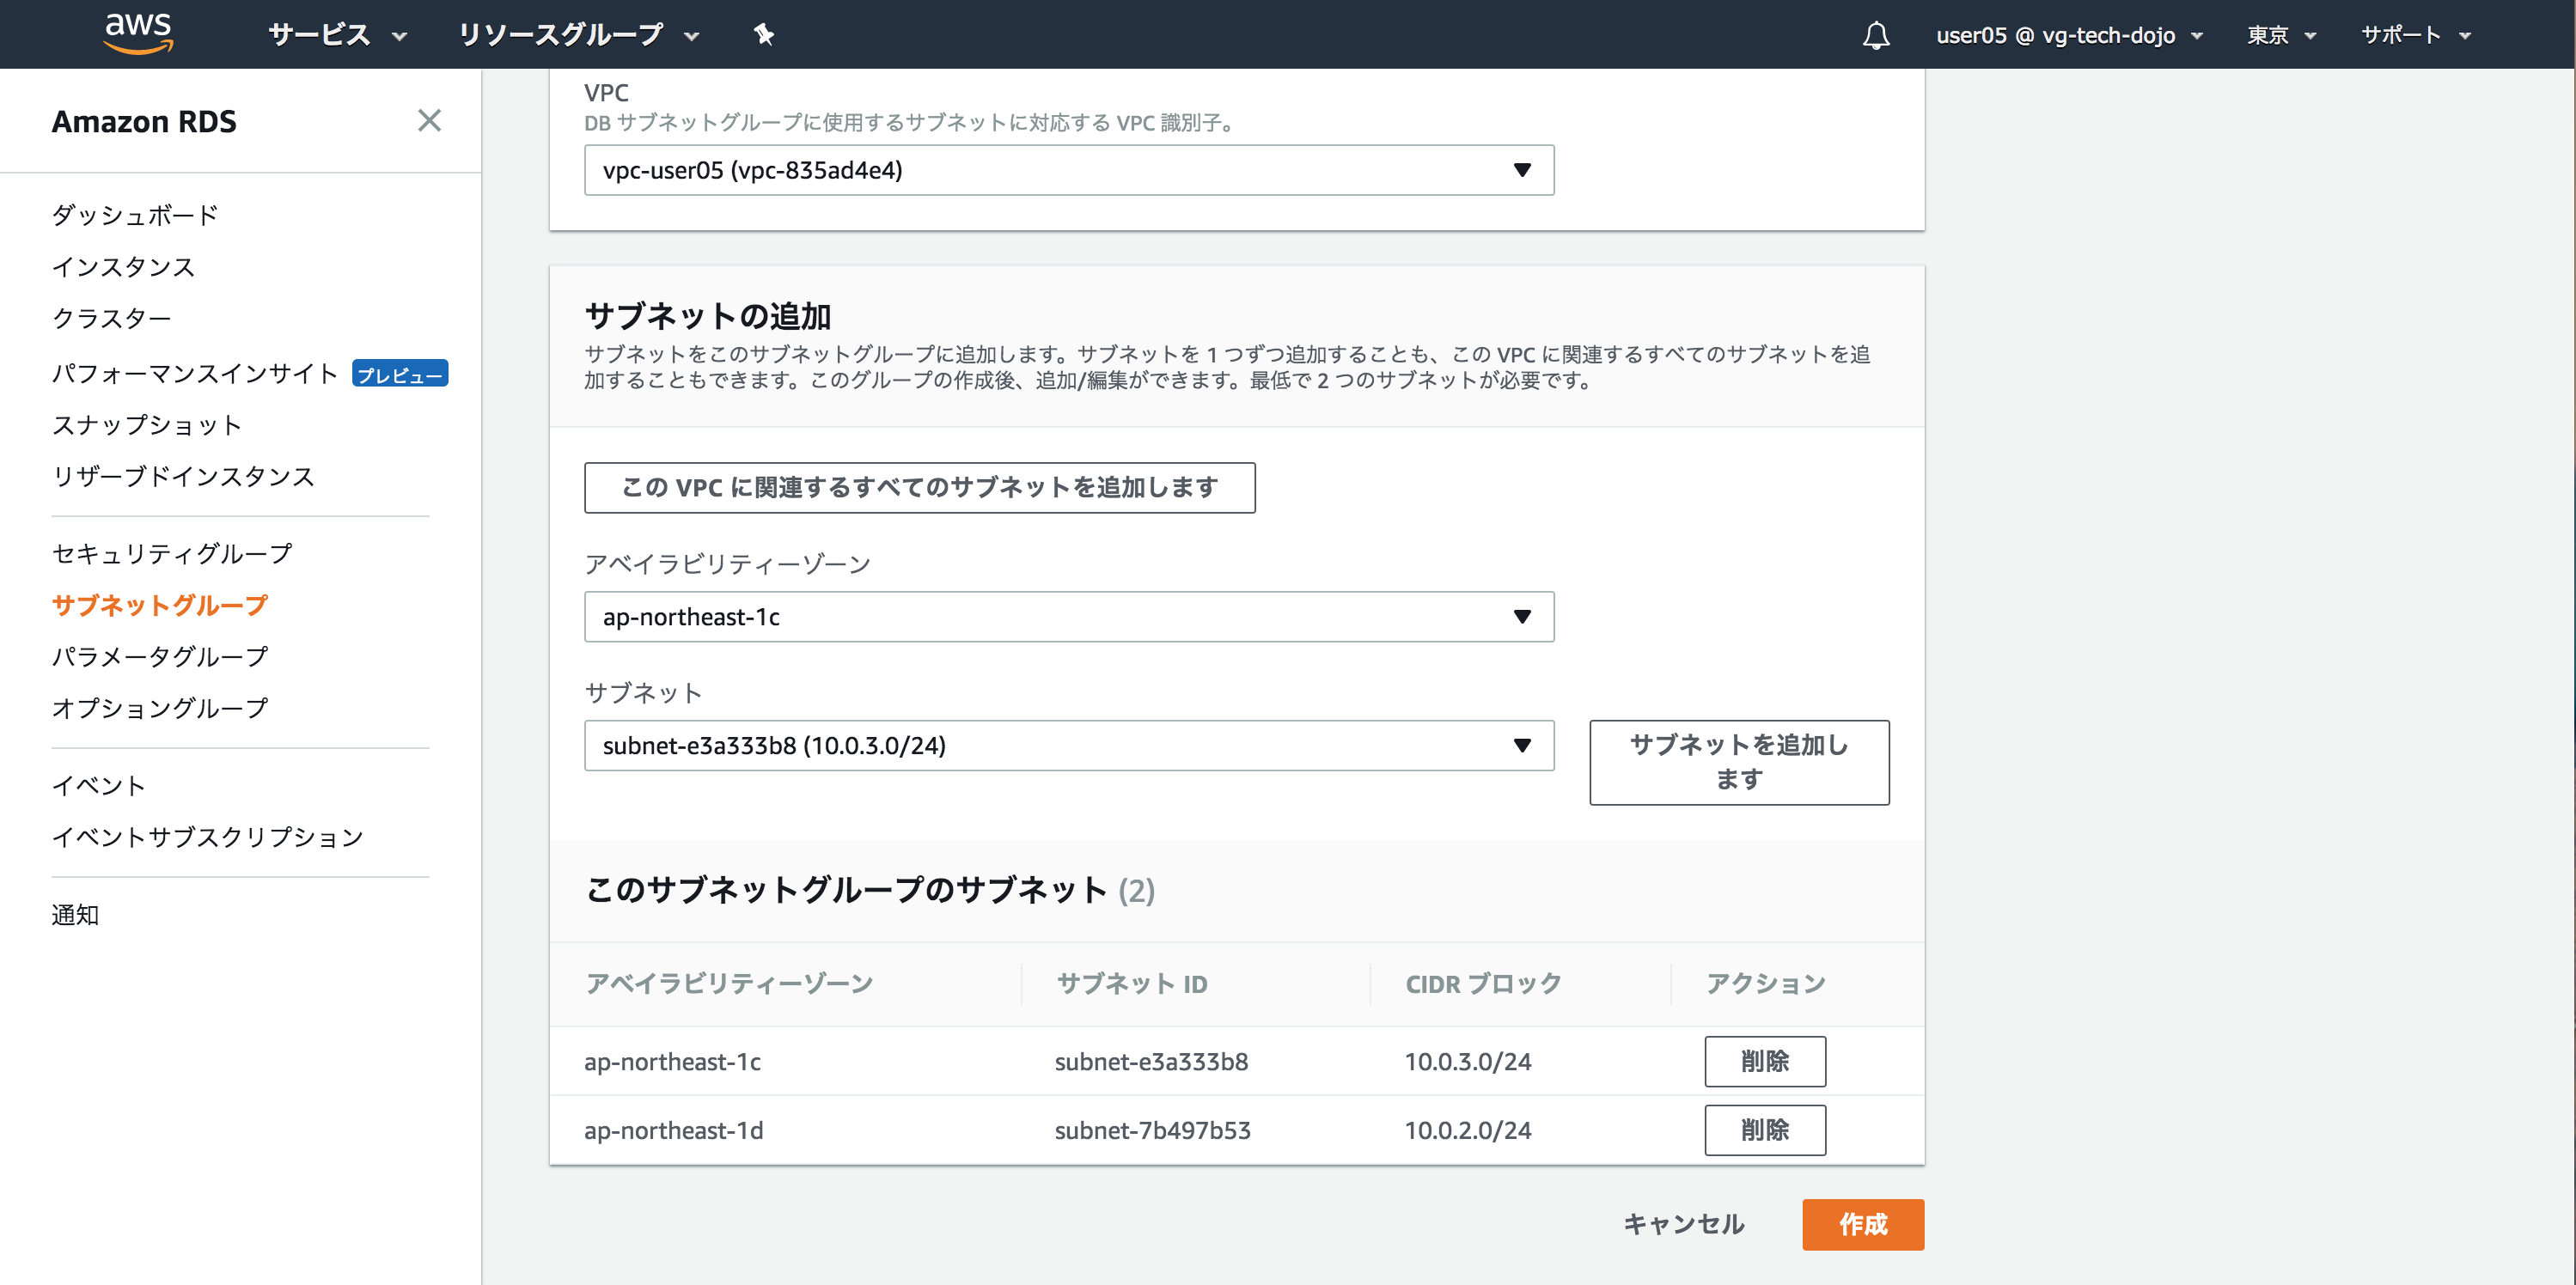 aws
サービス
リソースグループ
user05 @ vg-tech-dojo
東京
サポート
Amazon RDS
ダッシュボード
インスタンス
クラスター
パフォーマンスインサイト プレビュー
スナップショット
リザーブドインスタンス
セキュリティグループ
サブネットグループ
パラメータグループ
オプショングループ
イベント
イベントサブスクリプション
通知
VPC
DB サブネットグループに使用するサブネットに対応する VPC 識別子。
vpc-user05 (vpc-835ad4e4)
サブネットの追加
サブネットをこのサブネットグループに追加します。サブネットを 1 つずつ追加することも、この VPC に関連するすべてのサブネットを追
加することもできます。このグループの作成後、追加/編集ができます。最低で 2 つのサブネットが必要です。
この VPC に関連するすべてのサブネットを追加します
アベイラビリティーゾーン
ap-northeast-1c
サブネット
subnet-e3a333b8 (10.0.3.0/24)
サブネットを追加し
ます
このサブネットグループのサブネット (2)
アベイラビリティーゾーン サブネット ID CIDR ブロック アクション
ap-northeast-1c subnet-e3a333b8 10.0.3.0/24 削除
ap-northeast-1d subnet-7b497b53 10.0.2.0/24 削除
キャンセル 作成